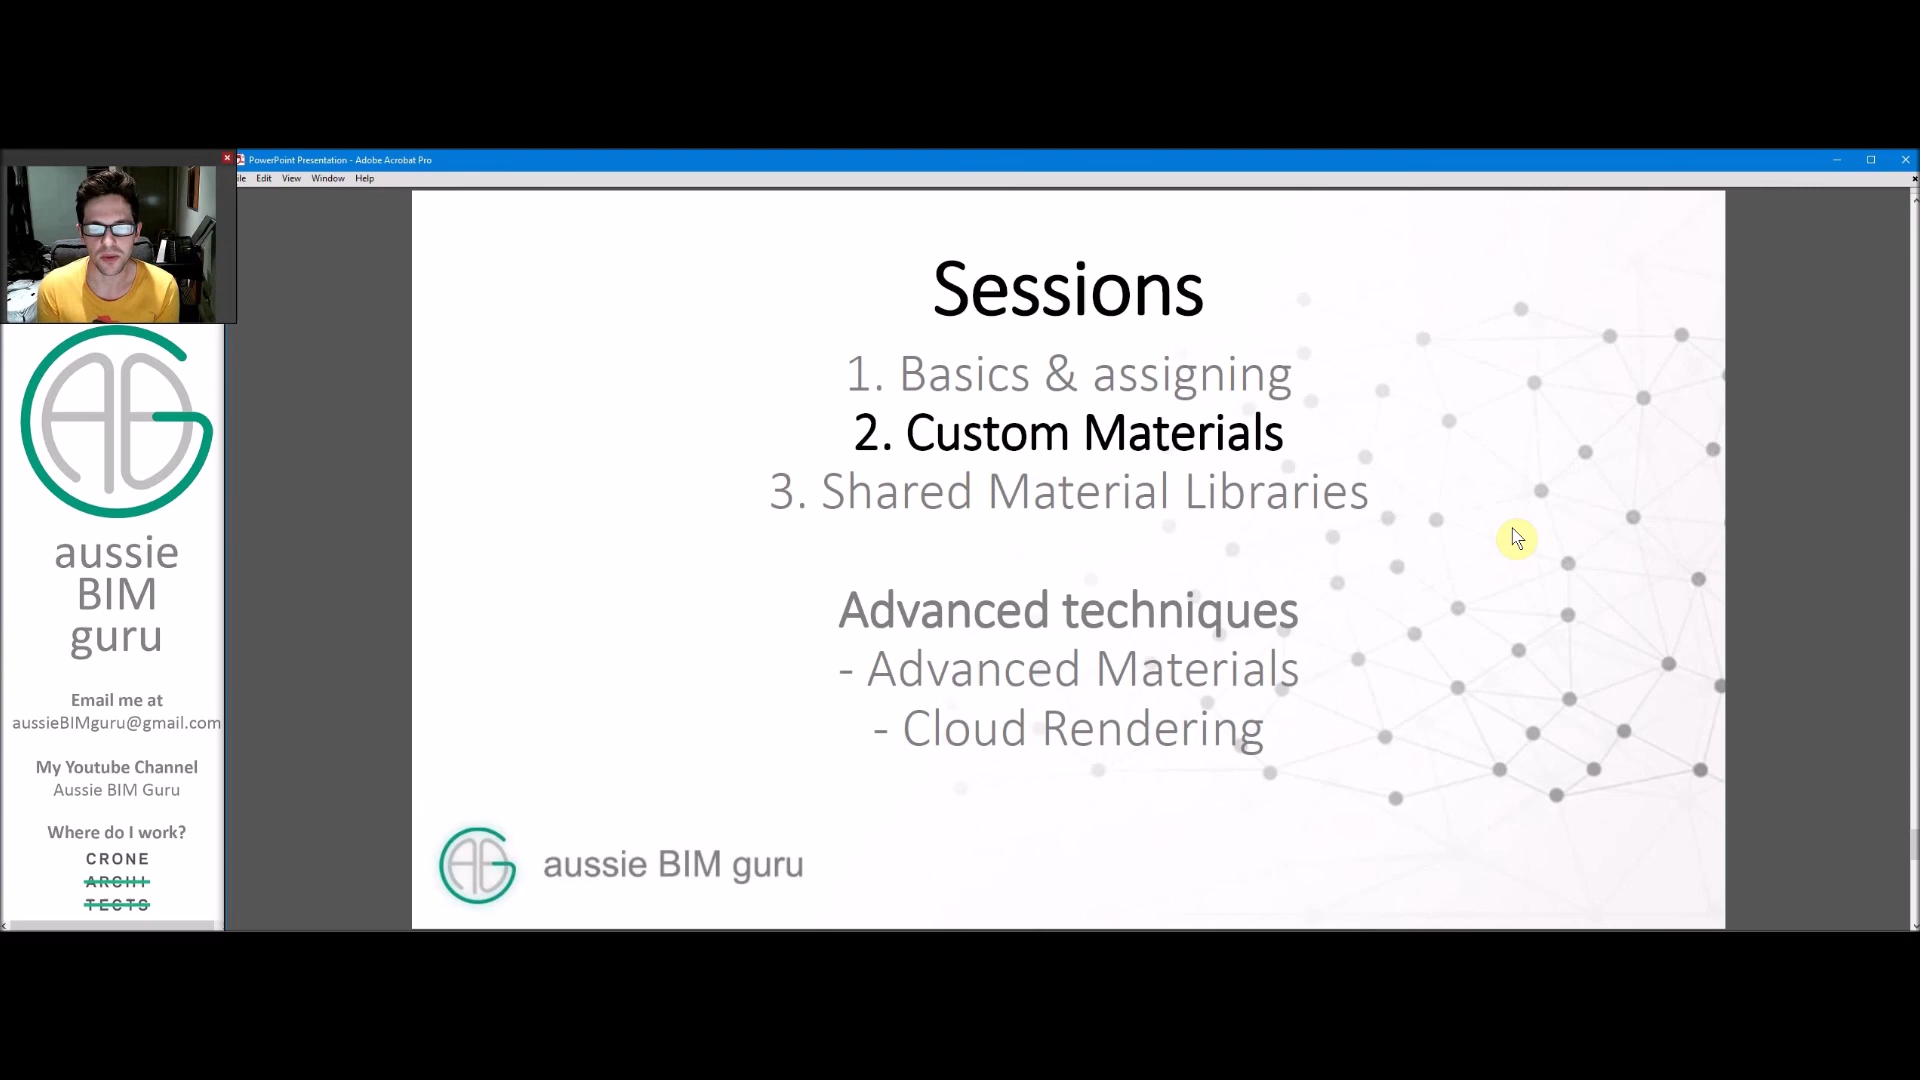 PowerPoint Presentation - Adobe Acrobat Pro
ile Edit View Window Help
Sessions
1. Basics & assigning
2. Custom Materials
3. Shared Material Libraries
Advanced techniques
- Advanced Materials
- Cloud Rendering
aussie BIM guru
aussie
BIM
guru
Email me at
aussieBIMguru@gmail.com
My Youtube Channel
Aussie BIM Guru
Where do I work?
CRONE
ARCHI
TECTS